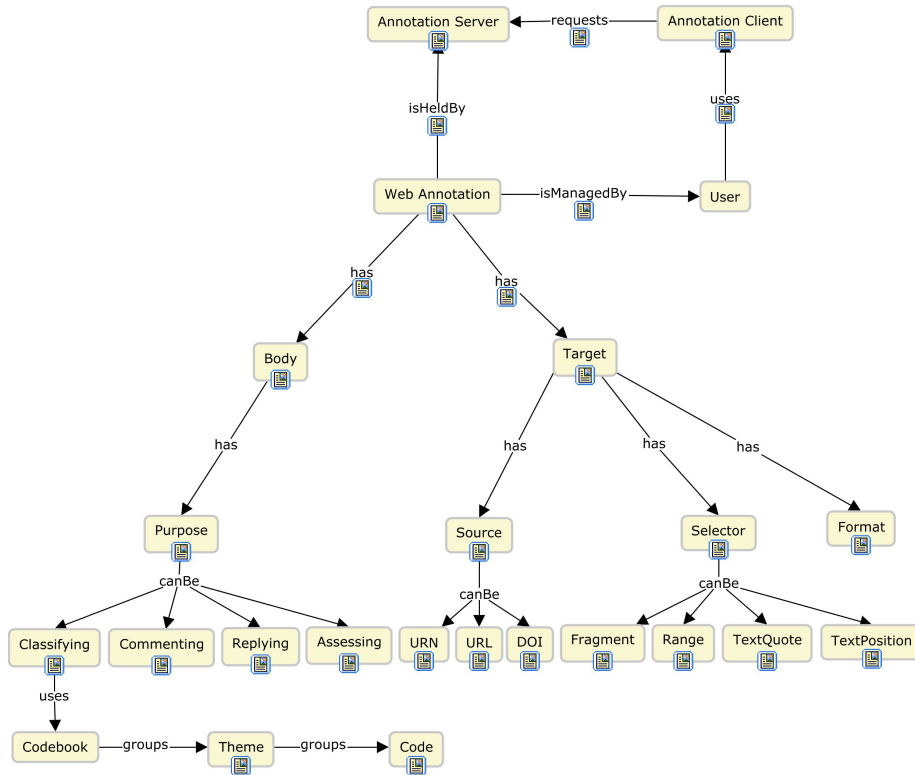 Annotation Server
requests
Annotation Client
isHeldBy
uses
Web Annotation
isManagedBy
User
has
has
Body
Target
has
has
has
has
Purpose
Source
Selector
Format
canBe
canBe
canBe
Classifying
Commenting
Replying
Assessing
URN
URL
DOI
Fragment
Range
TextQuote
TextPosition
uses
Codebook
groups
Theme
groups
Code